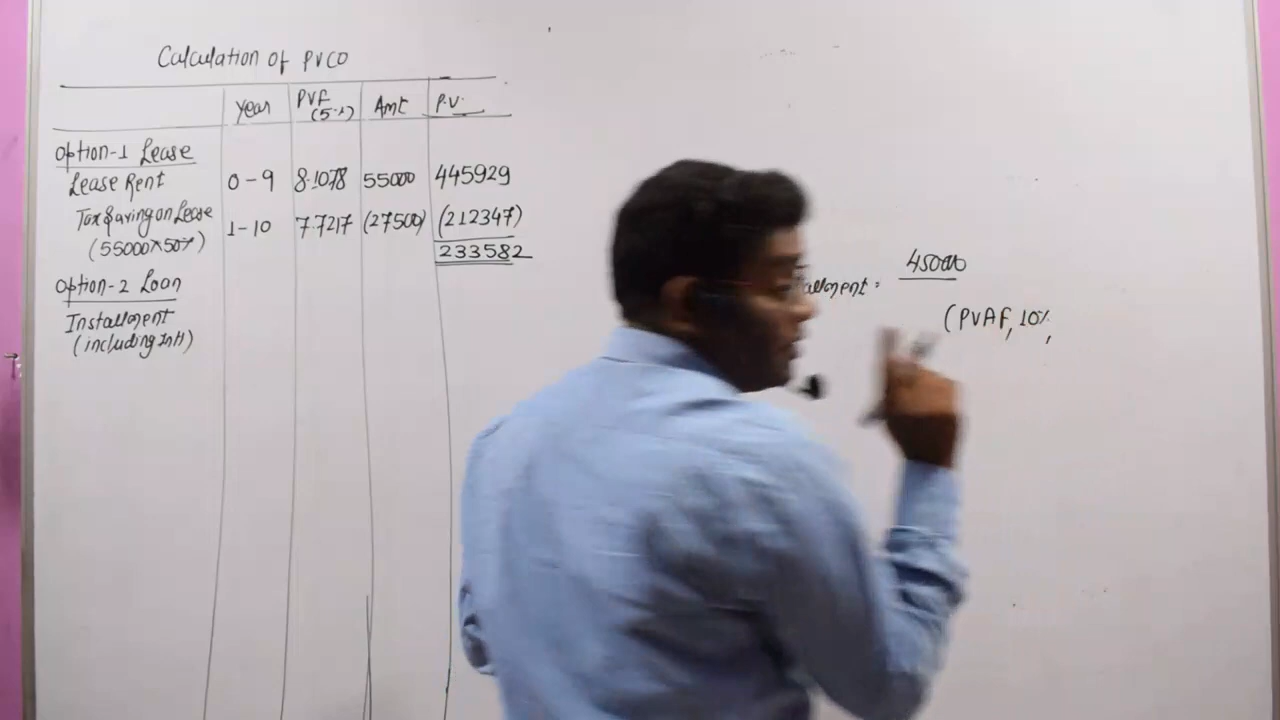 Calculation of PVCO
Year PVF (5%) Amt P.V.
Option-1 Lease
Lease Rent 0-9 8.1078 55000 445929
Tax Saving on Lease 1-10 7.7217 (27500) (212347)
(55000×50%)
233582
Option-2 Loan
Installment
(including Int)
allment = 45000
(PVAF, 10%,